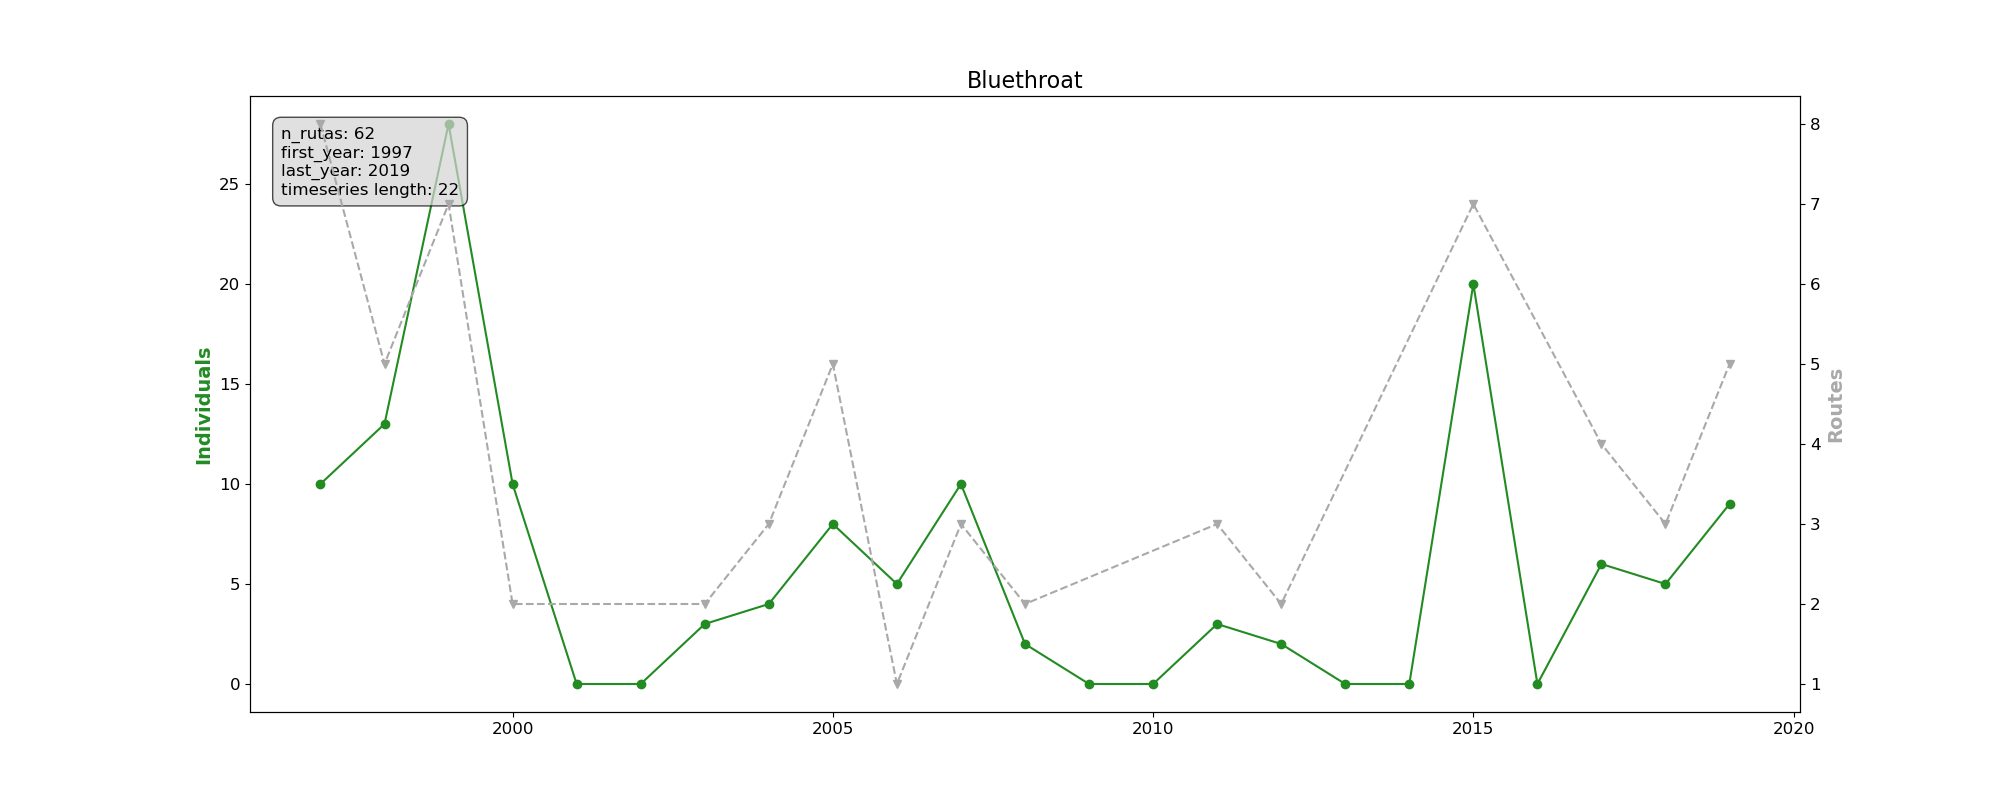 Bluethroat
n_rutas: 62
first_year: 1997
last_year: 2019
timeseries length: 22
25
20
15
10
5
0
Individuals
8
7
6
5
4
3
2
1
Routes
2000
2005
2010
2015
2020